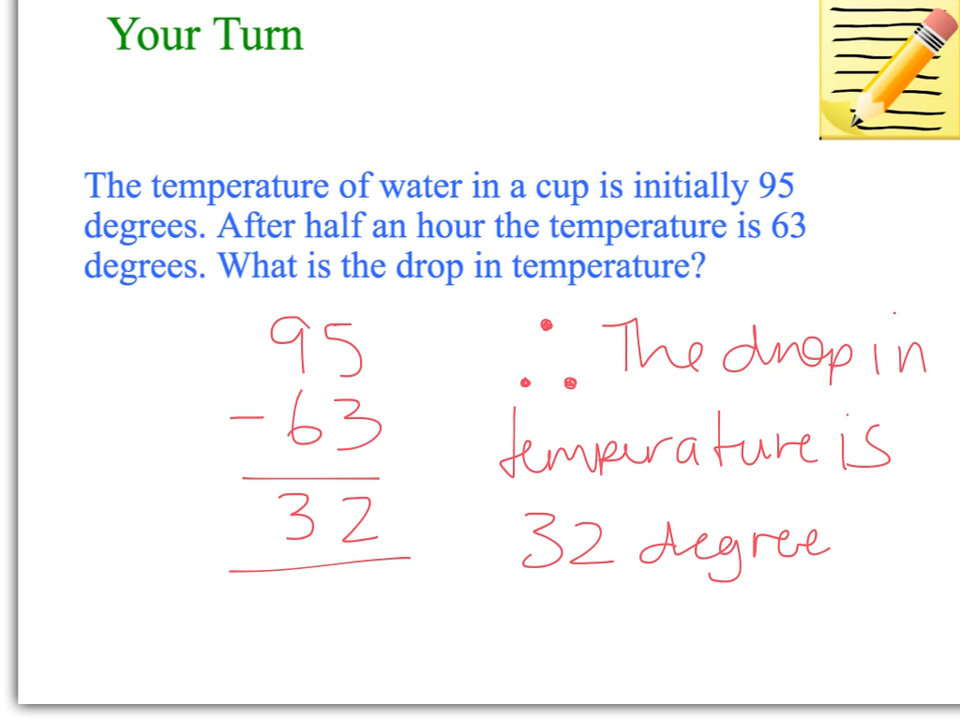 Your Turn
The temperature of water in a cup is initially 95
degrees. After half an hour the temperature is 63
degrees. What is the drop in temperature?
95
- 63
32
∴ The drop in
temperature is
32 degree